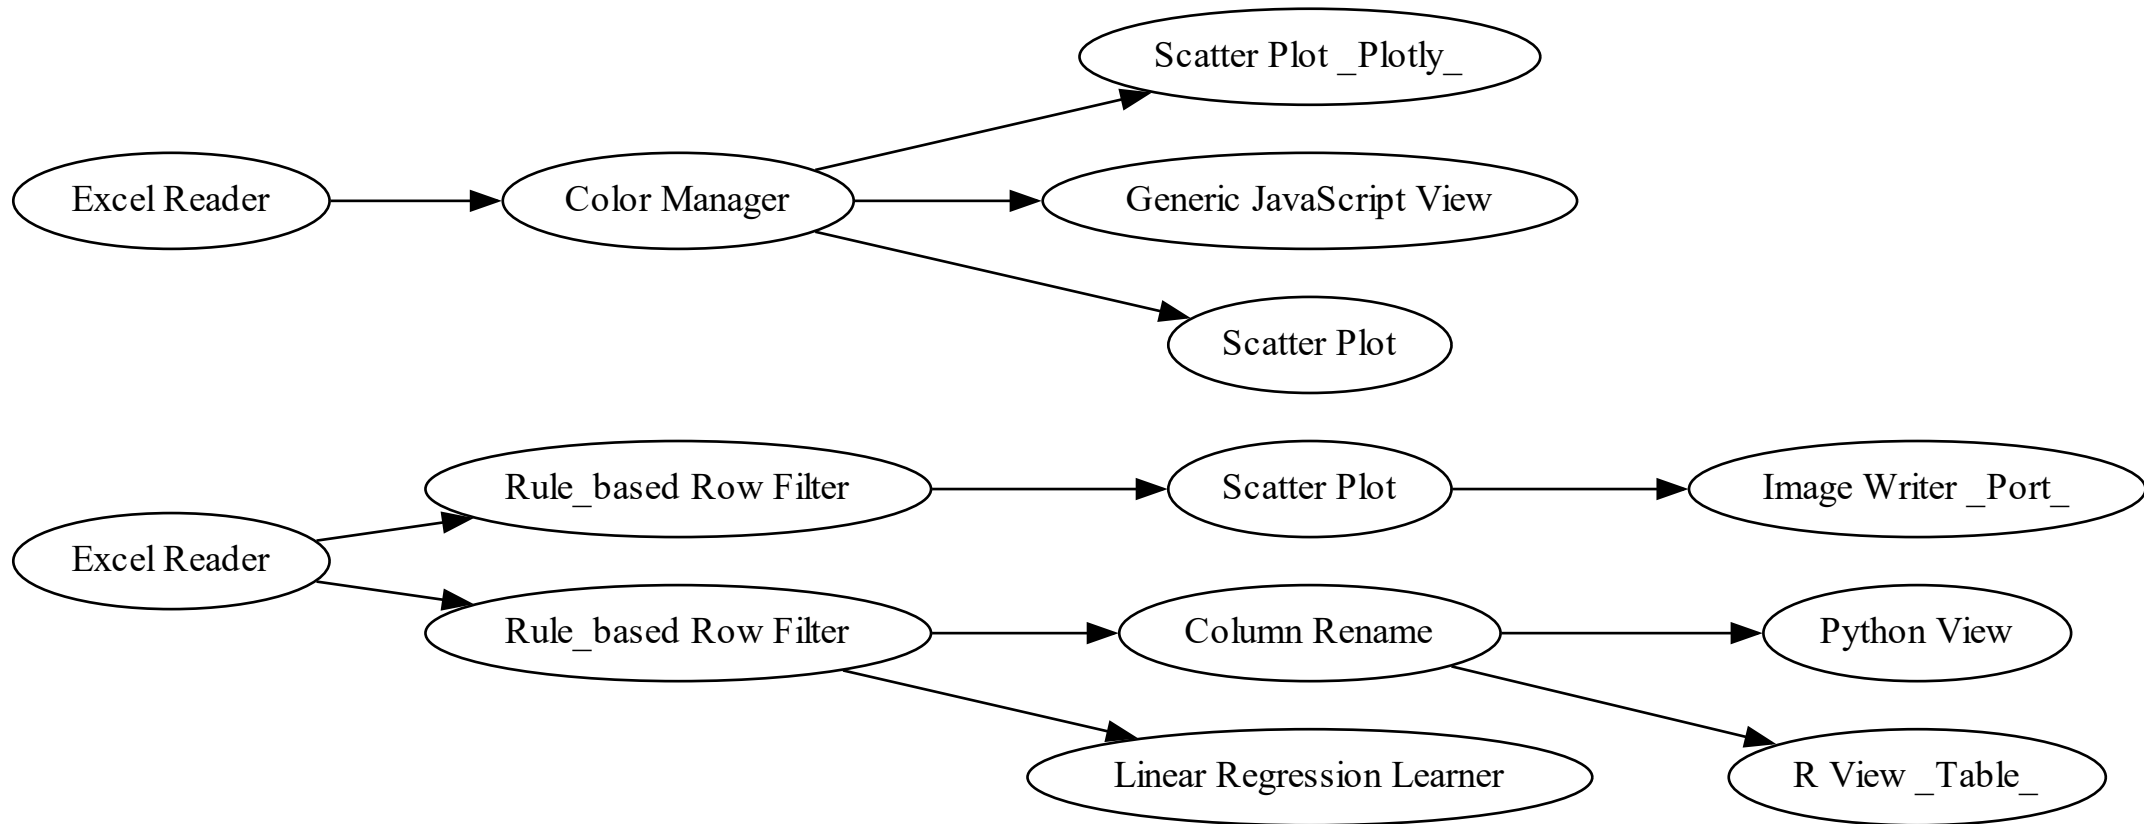 Scatter Plot _Plotly_
Excel Reader
Color Manager
Generic JavaScript View
Scatter Plot
Rule_based Row Filter
Scatter Plot
Image Writer _Port_
Excel Reader
Rule_based Row Filter
Column Rename
Python View
Linear Regression Learner
R View _Table_